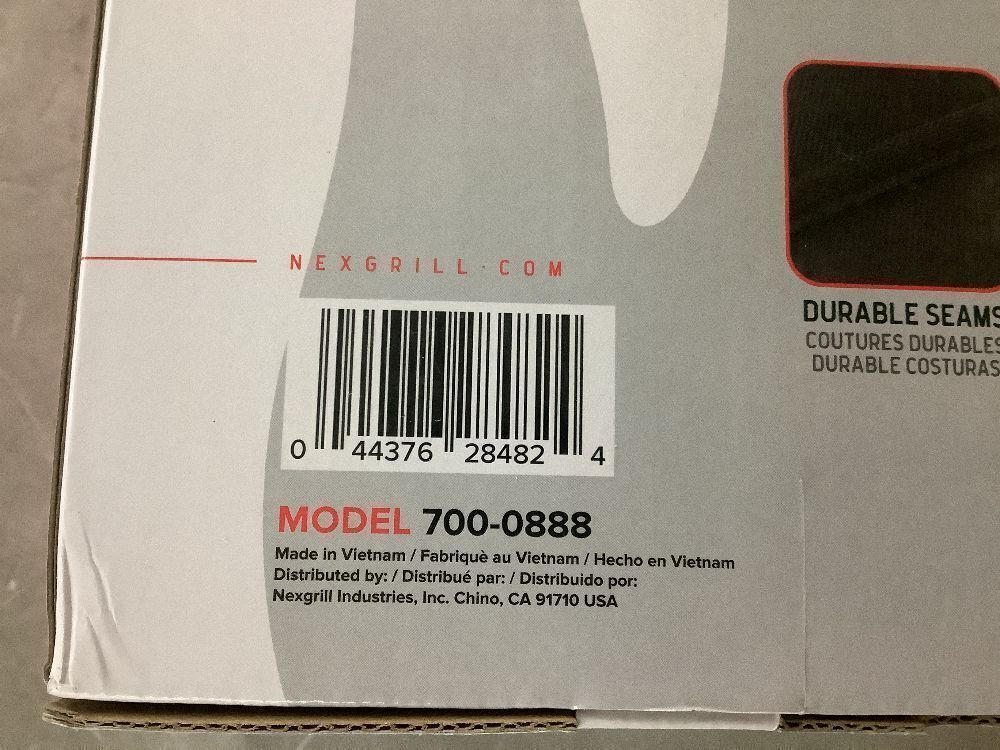 NEXGRILL.COM
DURABLE SEAMS
COUTURES DURABLES
DURABLE COSTURAS
0 44376 28482 4
MODEL 700-0888
Made in Vietnam / Fabriquè au Vietnam / Hecho en Vietnam
Distributed by: / Distribué par: / Distribuido por:
Nexgrill Industries, Inc. Chino, CA 91710 USA